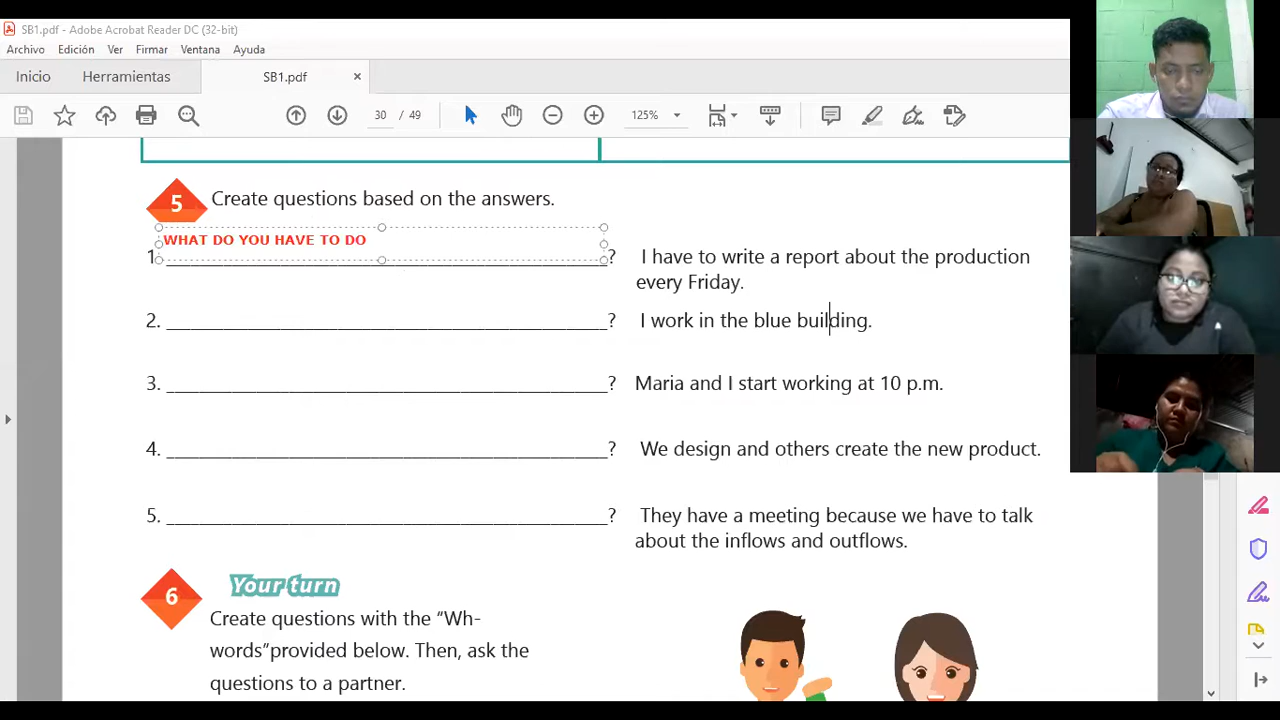 SB1.pdf - Adobe Acrobat Reader DC (32-bit)
Archivo Edición Ver Firmar Ventana Ayuda
Inicio Herramientas SB1.pdf ×
30 / 49 125%
5 Create questions based on the answers.
WHAT DO YOU HAVE TO DO
1. ________________________________________? I have to write a report about the production
every Friday.
2. ________________________________________? I work in the blue building.
3. ________________________________________? Maria and I start working at 10 p.m.
4. ________________________________________? We design and others create the new product.
5. ________________________________________? They have a meeting because we have to talk
about the inflows and outflows.
6 Your turn
Create questions with the “Wh-
words”provided below. Then, ask the
questions to a partner.